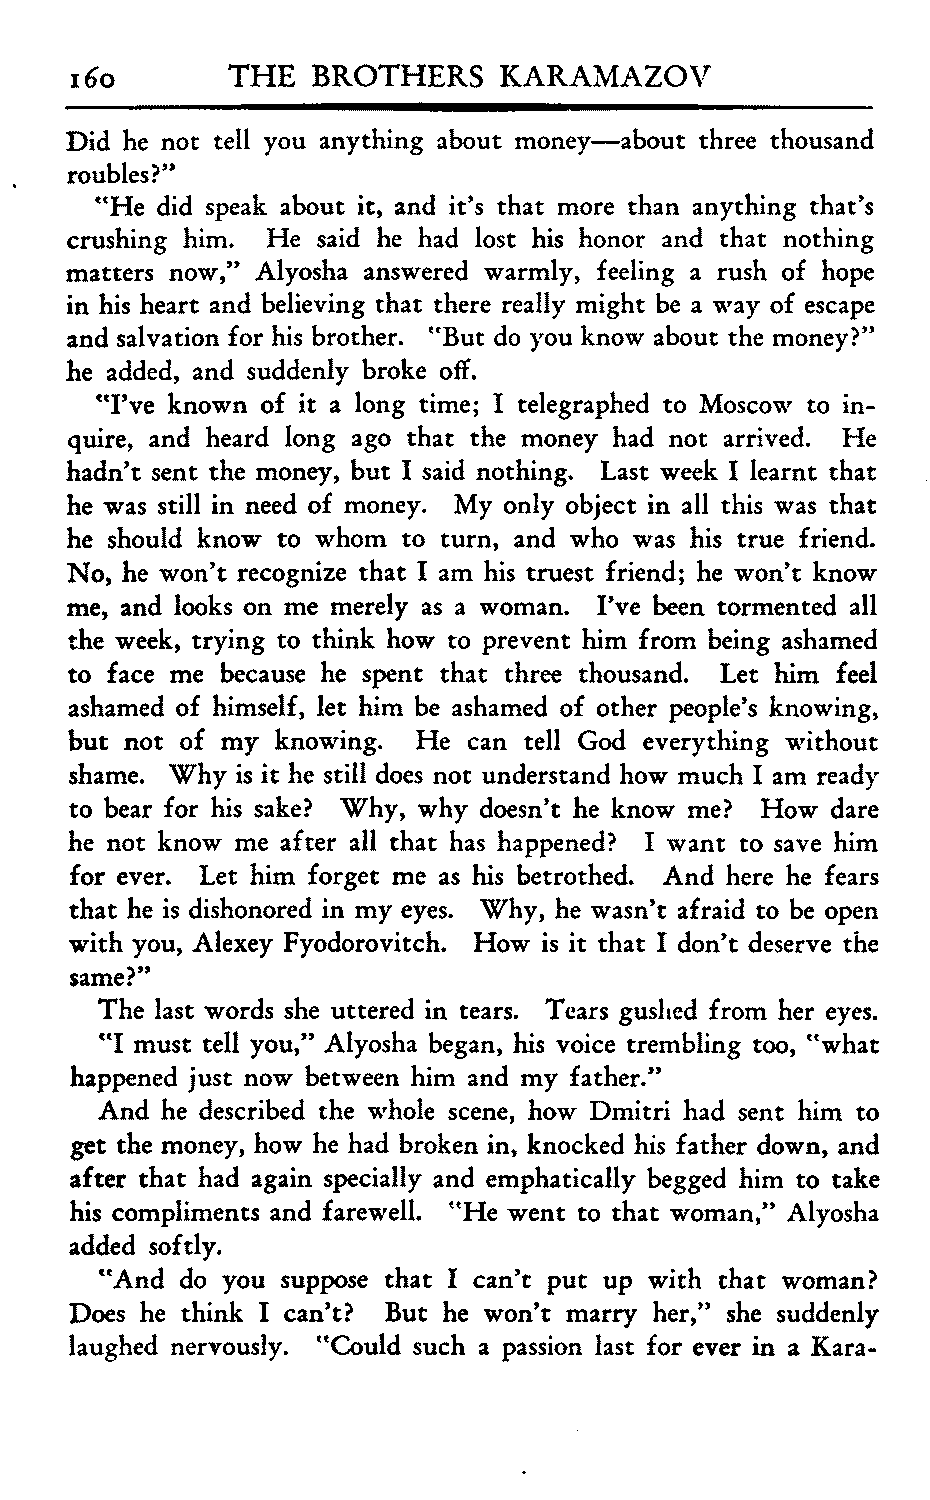 160 THE BROTHERS KARAMAZOV
Did he not tell you anything about money—about three thousand
roubles?"
"He did speak about it, and it's that more than anything that's
crushing him. He said he had lost his honor and that nothing
matters now," Alyosha answered warmly, feeling a rush of hope
in his heart and believing that there really might be a way of escape
and salvation for his brother. "But do you know about the money?"
he added, and suddenly broke off.
"I've known of it a long time; I telegraphed to Moscow to in-
quire, and heard long ago that the money had not arrived. He
hadn't sent the money, but I said nothing. Last week I learnt that
he was still in need of money. My only object in all this was that
he should know to whom to turn, and who was his true friend.
No, he won't recognize that I am his truest friend; he won't know
me, and looks on me merely as a woman. I've been tormented all
the week, trying to think how to prevent him from being ashamed
to face me because he spent that three thousand. Let him feel
ashamed of himself, let him be ashamed of other people's knowing,
but not of my knowing. He can tell God everything without
shame. Why is it he still does not understand how much I am ready
to bear for his sake? Why, why doesn't he know me? How dare
he not know me after all that has happened? I want to save him
for ever. Let him forget me as his betrothed. And here he fears
that he is dishonored in my eyes. Why, he wasn't afraid to be open
with you, Alexey Fyodorovitch. How is it that I don't deserve the
same?"
The last words she uttered in tears. Tears gushed from her eyes.
"I must tell you," Alyosha began, his voice trembling too, "what
happened just now between him and my father."
And he described the whole scene, how Dmitri had sent him to
get the money, how he had broken in, knocked his father down, and
after that had again specially and emphatically begged him to take
his compliments and farewell. "He went to that woman," Alyosha
added softly.
"And do you suppose that I can't put up with that woman?
Does he think I can't? But he won't marry her," she suddenly
laughed nervously. "Could such a passion last for ever in a Kara-